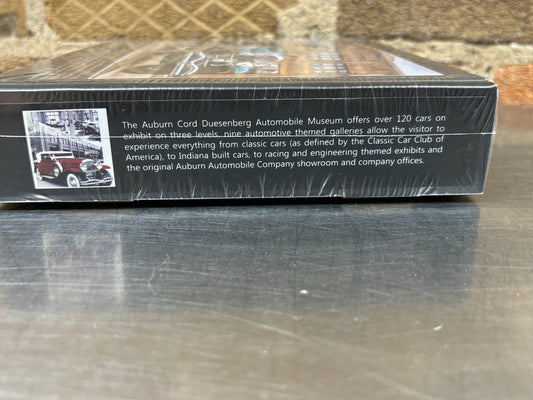 The Auburn Cord Duesenberg Automobile Museum offers over 120 cars on
exhibit on three levels, nine automotive themed galleries allow the visitor to
experience everything from classic cars (as defined by the Classic Car Club of
America), to Indiana built cars, to racing and engineering themed exhibits and
the original Auburn Automobile Company showroom and company offices.